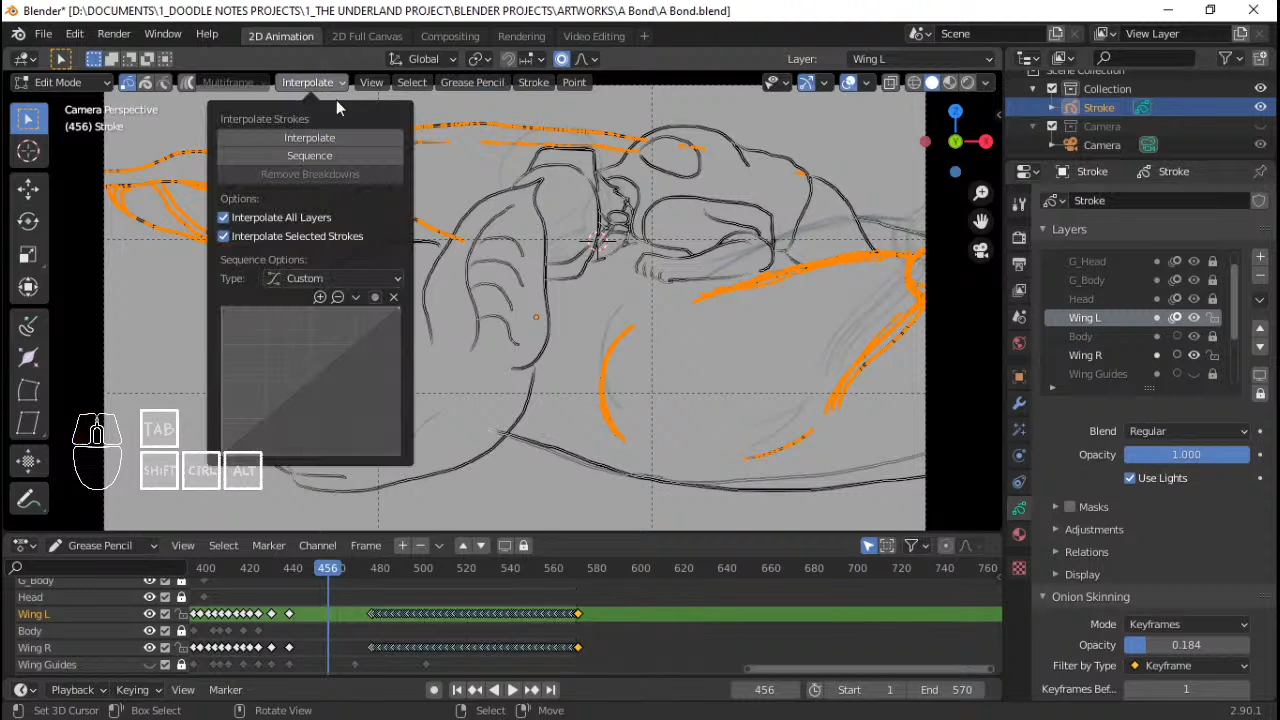 Blender* [D:\DOCUMENTS\1_DOODLE NOTES PROJECTS\1_THE UNDERLAND PROJECT\BLENDER PROJECTS\ARTWORKS\A Bond\A Bond.blend]
File Edit Render Window Help 2D Animation 2D Full Canvas Compositing Rendering Video Editing + Scene View Layer
Global Layer: Wing L
Edit Mode Multiframe Interpolate View Select Grease Pencil Stroke Point
Scene Collection
Collection
Stroke
Camera
Camera
Camera Perspective
(456) Stroke
Z
X
Y
Interpolate Strokes
Interpolate
Sequence
Remove Breakdowns
Options:
Interpolate All Layers
Interpolate Selected Strokes
Sequence Options:
Type: Custom
TAB
SHIFT CTRL ALT
Stroke Stroke
Stroke
Layers
G_Head
G_Body
Head
Wing L
Body
Wing R
Wing Guides
Blend Regular
Opacity 1.000
Use Lights
Masks
Adjustments
Relations
Display
Onion Skinning
Mode Keyframes
Opacity 0.184
Filter by Type Keyframe
Keyframes Bef... 1
Grease Pencil View Select Marker Channel Frame
400 420 440 456 480 500 520 540 560 580 600 620 640 660 680 700 720 740 760
G_Body
Head
Wing L
Body
Wing R
Wing Guides
Playback Keying View Marker 456 Start 1 End 570
Set 3D Cursor Box Select Rotate View Select Move 2.90.1